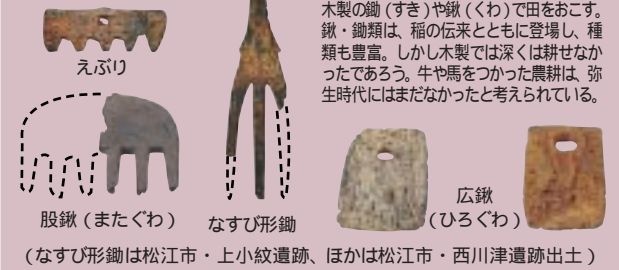 木製の鋤(すき)や鍬(くわ)で田をおこす。
鍬・鋤類は、稲の伝来とともに登場し、種
類も豊富。しかし木製では深くは耕せなか
ったであろう。牛や馬をつかった農耕は、弥
生時代にはまだなかったと考えられている。
えぶり
股鍬(またぐわ)
なすび形鋤
広鍬
(ひろぐわ)
(なすび形鋤は松江市・上小紋遺跡、ほかは松江市・西川津遺跡出土)